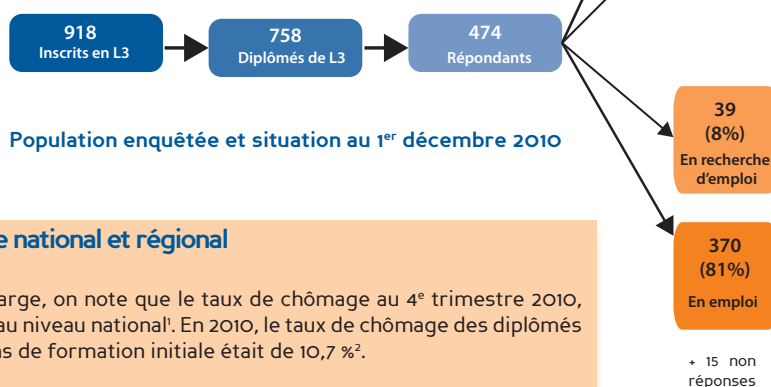 918
Inscrits en L3
758
Diplômés de L3
474
Répondants
39
(8%)
En recherche
d'emploi
Population enquêtée et situation au 1er décembre 2010
370
(81%)
En emploi
+ 15 non
réponses
e national et régional
arge, on note que le taux de chômage au 4e trimestre 2010,
au niveau national1. En 2010, le taux de chômage des diplômés
s de formation initiale était de 10,7 %2.